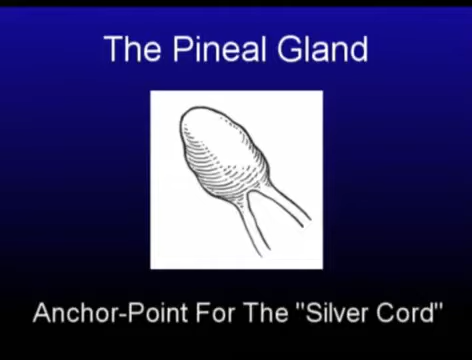 The Pineal Gland
Anchor-Point For The "Silver Cord"